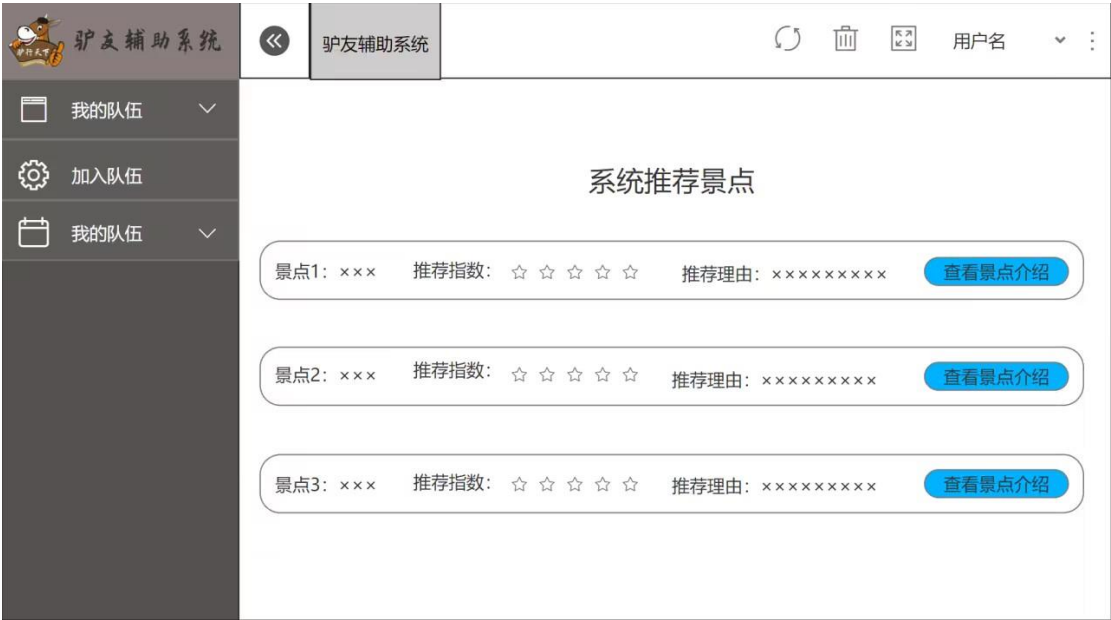 驴行天下
驴友辅助系统
驴友辅助系统
用户名
我的队伍
加入队伍
我的队伍
系统推荐景点
景点1: ××× 推荐指数: ☆ ☆ ☆ ☆ ☆ 推荐理由: ××××××××× 查看景点介绍
景点2: ××× 推荐指数: ☆ ☆ ☆ ☆ ☆ 推荐理由: ××××××××× 查看景点介绍
景点3: ××× 推荐指数: ☆ ☆ ☆ ☆ ☆ 推荐理由: ××××××××× 查看景点介绍